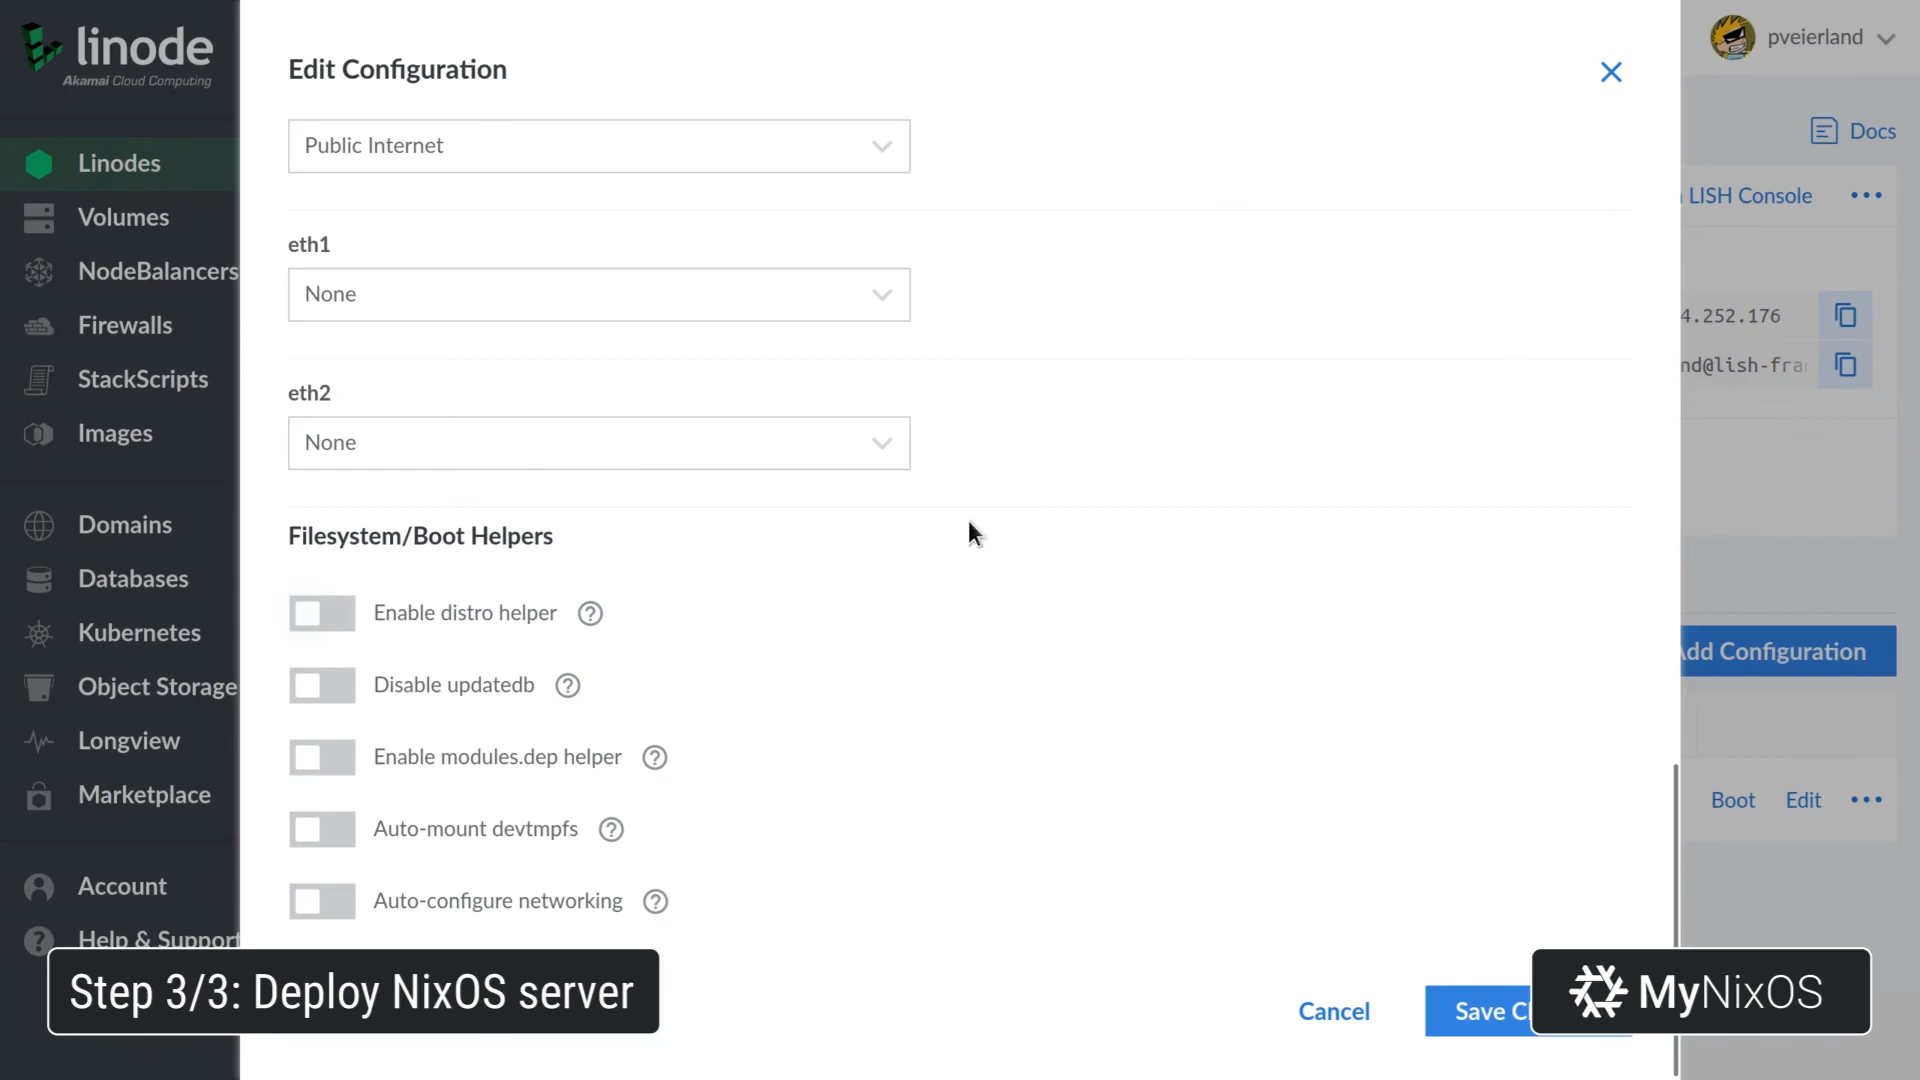 linode
Akamai Cloud Computing
Linodes
Volumes
NodeBalancers
Firewalls
StackScripts
Images
Domains
Databases
Kubernetes
Object Storage
Longview
Marketplace
Account
Help & Support
Edit Configuration
Public Internet
eth1
None
eth2
None
Filesystem/Boot Helpers
Enable distro helper
Disable updatedb
Enable modules.dep helper
Auto-mount devtmpfs
Auto-configure networking
Cancel
Save
pveierland
Docs
LISH Console
4.252.176
nd@lish-fra
Add Configuration
Boot Edit
Step 3/3: Deploy NixOS server
MyNixOS